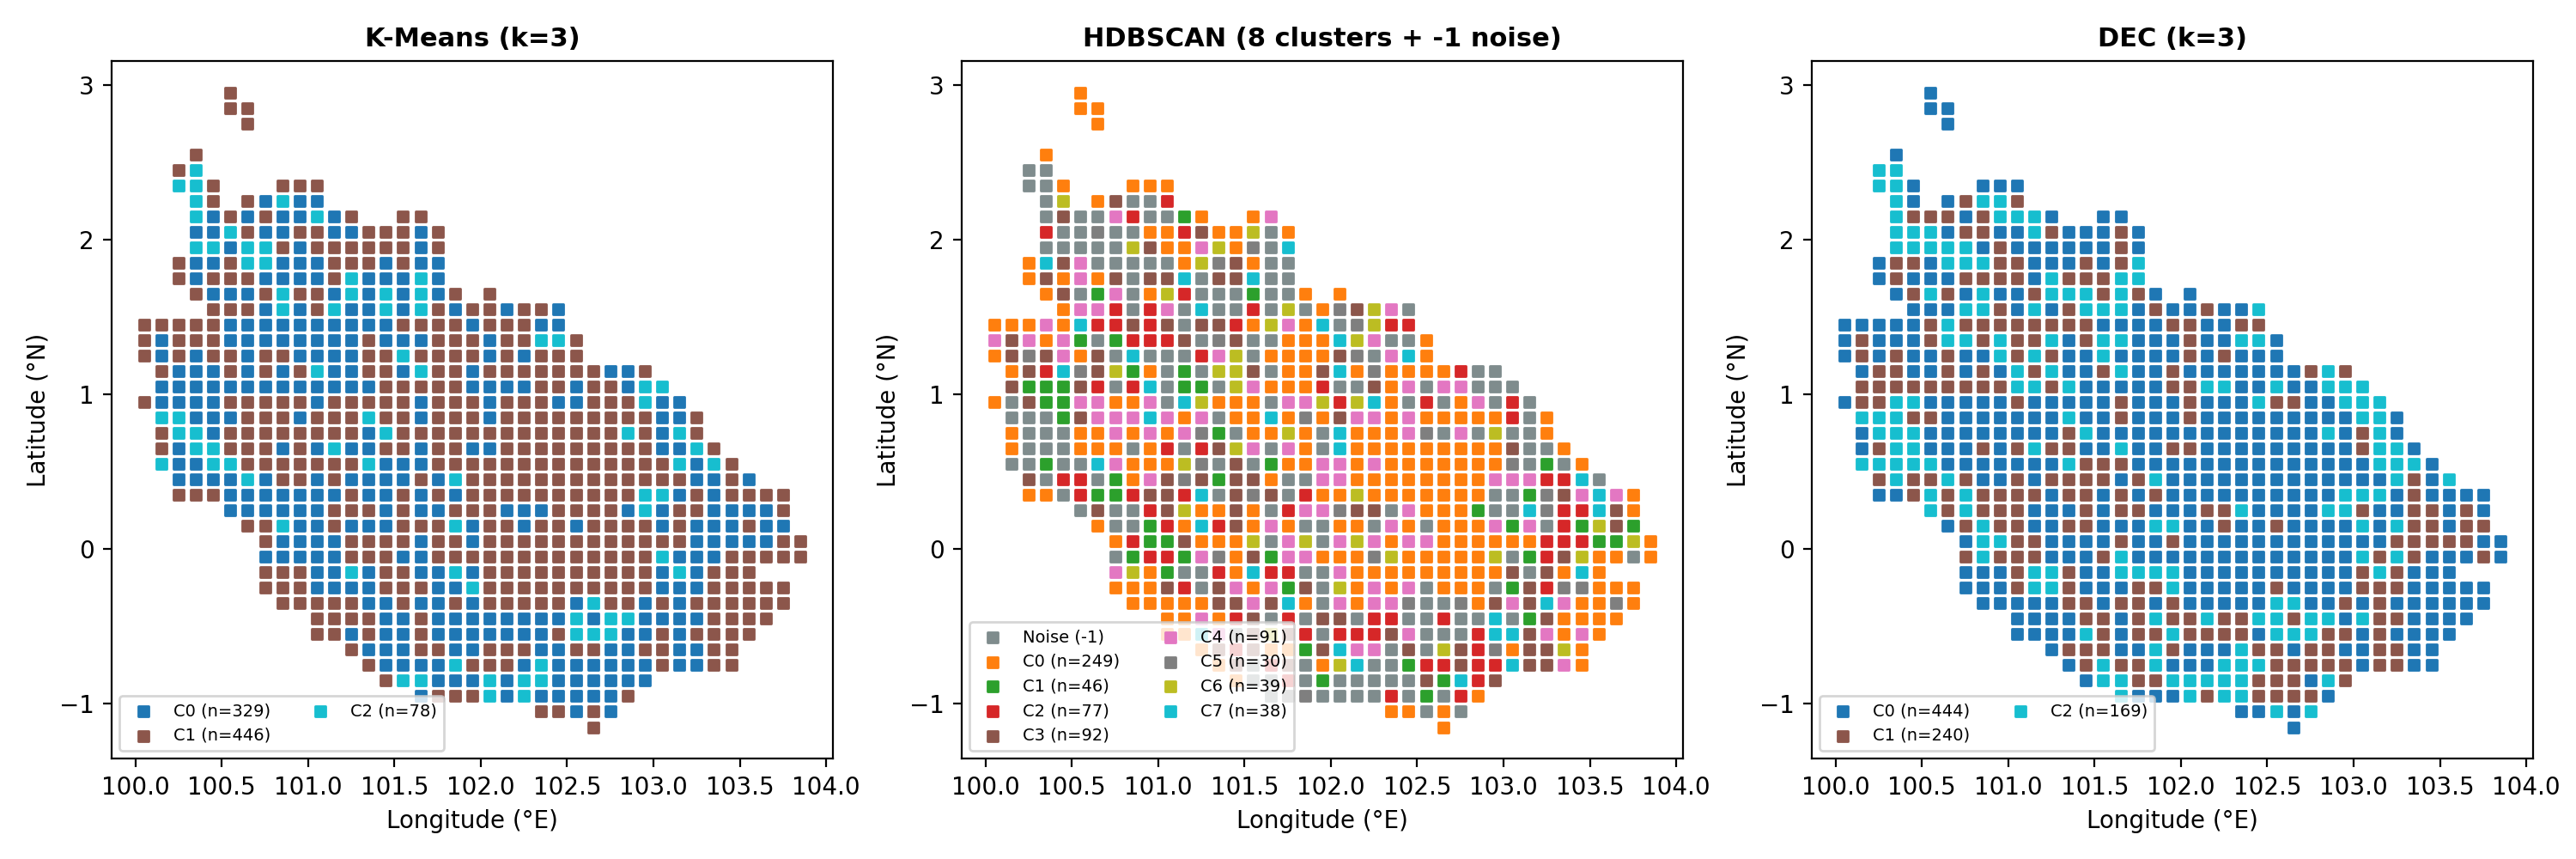 K-Means (k=3)
3
2
1
0
−1
Latitude (°N)
C0 (n=329)
C1 (n=446)
C2 (n=78)
100.0 100.5 101.0 101.5 102.0 102.5 103.0 103.5 104.0
Longitude (°E)
HDBSCAN (8 clusters + -1 noise)
3
2
1
0
−1
Latitude (°N)
Noise (-1)
C0 (n=249)
C1 (n=46)
C2 (n=77)
C3 (n=92)
C4 (n=91)
C5 (n=30)
C6 (n=39)
C7 (n=38)
100.0 100.5 101.0 101.5 102.0 102.5 103.0 103.5 104.0
Longitude (°E)
DEC (k=3)
3
2
1
0
−1
Latitude (°N)
C0 (n=444)
C1 (n=240)
C2 (n=169)
100.0 100.5 101.0 101.5 102.0 102.5 103.0 103.5 104.0
Longitude (°E)